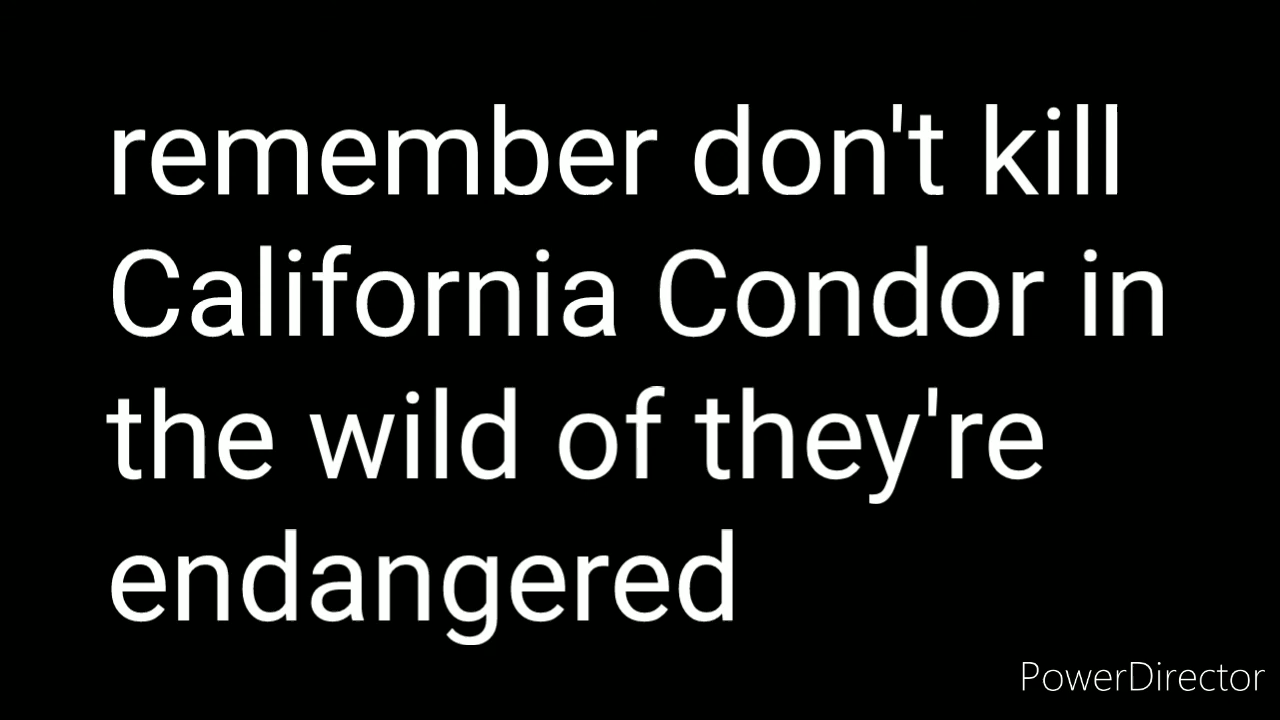 remember don't kill
California Condor in
the wild of they're
endangered
PowerDirector